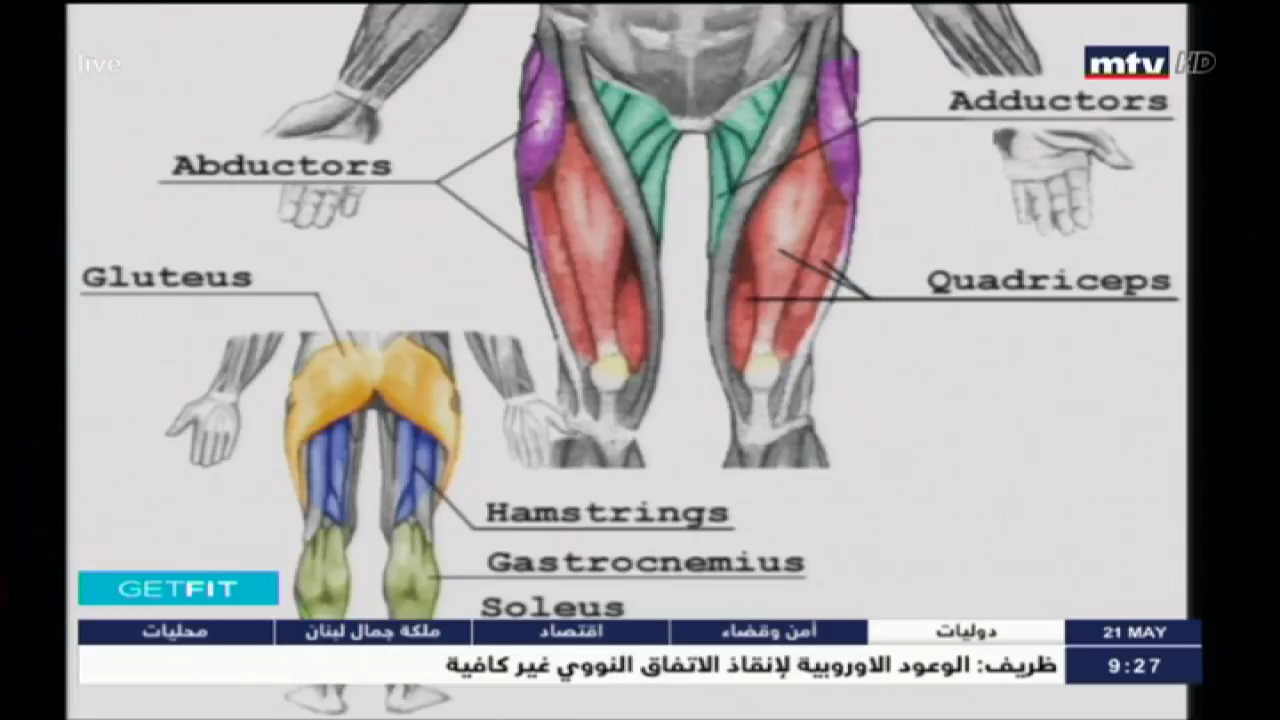 live
mtv HD
Adductors
Abductors
Gluteus
Quadriceps
Hamstrings
Gastrocnemius
Soleus
GETFIT
21 MAY
دوليات
أمن وقضاء
اقتصاد
ملكة جمال لبنان
محليات
9:27
ظريف: الوعود الاوروبية لإنقاذ الاتفاق النووي غير كافية